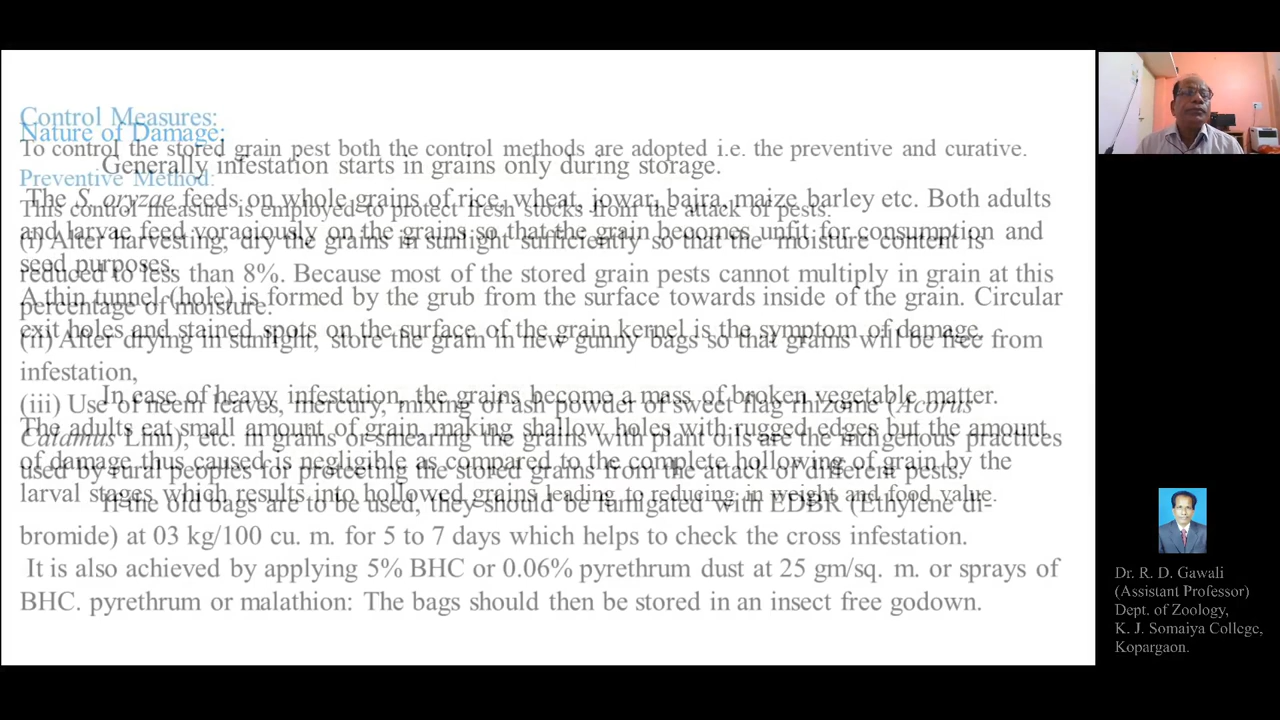 Control Measures:
Nature of Damage:
To control the stored grain pest both the control methods are adopted i.e. the preventive and curative.
Generally infestation starts in grains only during storage.
Preventive Method:
The S. oryzae feeds on whole grains of rice, wheat, jowar, bajra, maize barley etc. Both adults
This control measure is employed to protect fresh stocks from the attack of pests.
and larvae feed voraciously on the grains so that the grain becomes unfit for consumption and
(i) After harvesting, dry the grains in sunlight sufficiently so that the moisture content is
seed purposes.
reduced to less than 8%. Because most of the stored grain pests cannot multiply in grain at this
A thin tunnel (hole) is formed by the grub from the surface towards inside of the grain. Circular
percentage of moisture.
exit holes and stained spots on the surface of the grain kernel is the symptom of damage.
(ii) After drying in sunlight, store the grain in new gunny bags so that grains will be free from
infestation,
In case of heavy infestation, the grains become a mass of broken vegetable matter.
(iii) Use of neem leaves, mercury, mixing of ash powder of sweet flag rhizome (Acorus
The adults eat small amount of grain, making shallow holes with rugged edges but the amount
Calamus Linn), etc. in grains or smearing the grains with plant oils are the indigenous practices
of damage thus caused is negligible as compared to the complete hollowing of grain by the
used by rural peoples for protecting the stored grains from the attack of different pests.
larval stages which results into hollowed grains leading to reducing in weight and food value.
If the old bags are to be used, they should be fumigated with EDBR (Ethylene di-
bromide) at 03 kg/100 cu. m. for 5 to 7 days which helps to check the cross infestation.
It is also achieved by applying 5% BHC or 0.06% pyrethrum dust at 25 gm/sq. m. or sprays of
BHC. pyrethrum or malathion: The bags should then be stored in an insect free godown.
Dr. R. D. Gawali
(Assistant Professor)
Dept. of Zoology,
K. J. Somaiya College,
Kopargaon.